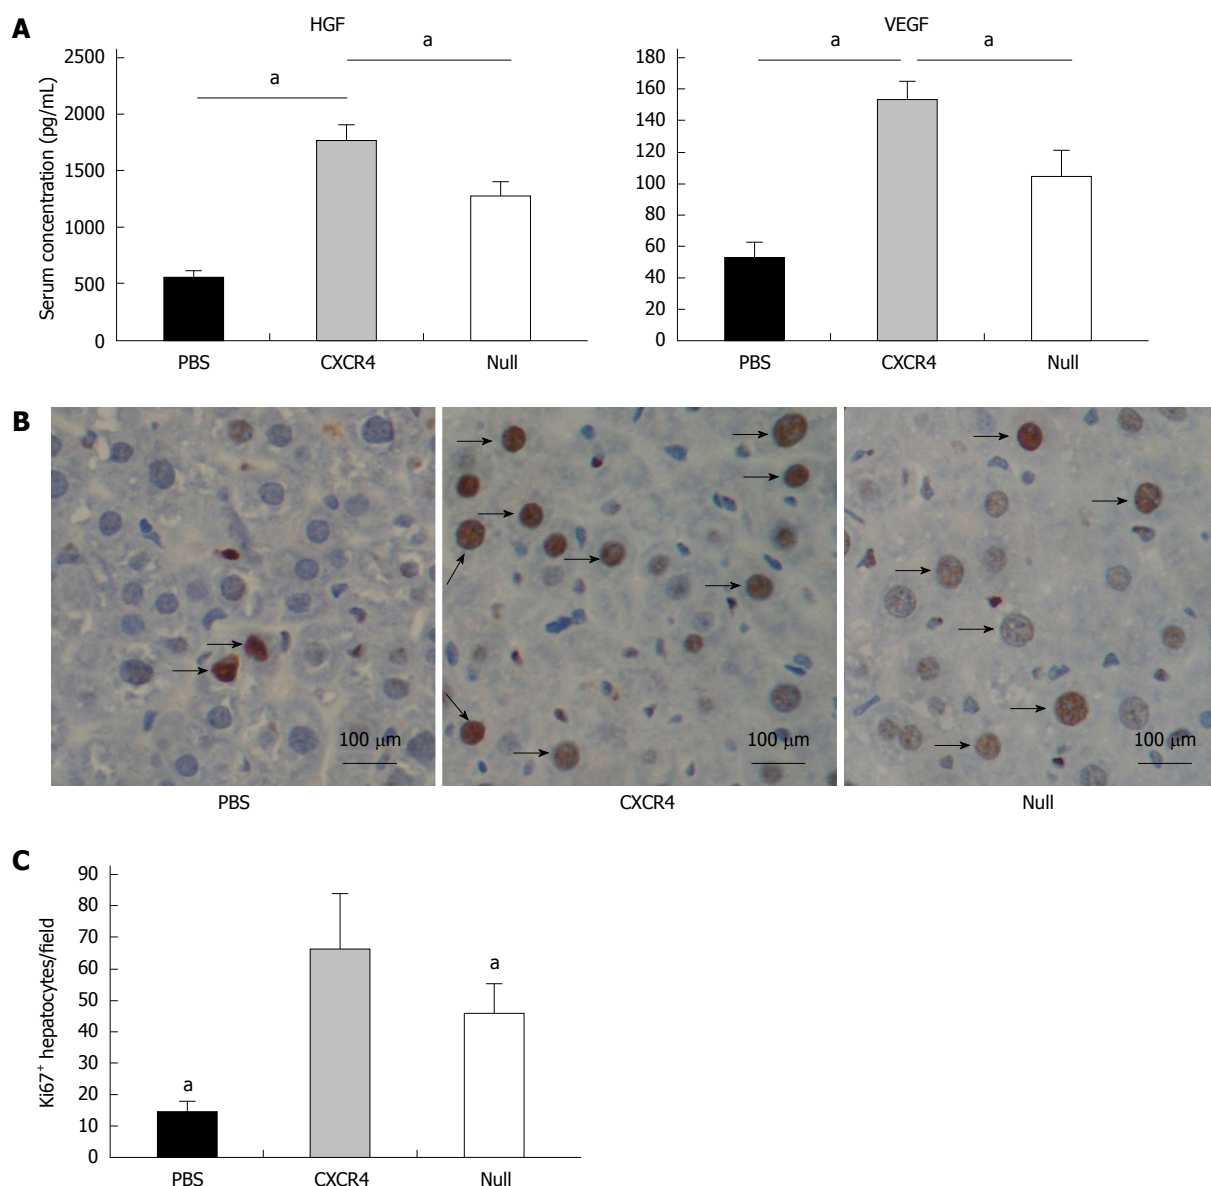 A
HGF
a
a
Serum concentration (pg/mL)
2500
2000
1500
1000
500
0
PBS
CXCR4
Null
VEGF
a
a
180
160
140
120
100
80
60
40
20
0
PBS
CXCR4
Null
B
100 μm
100 μm
100 μm
PBS
CXCR4
Null
C
Ki67⁺ hepatocytes/field
90
80
70
60
50
40
30
20
10
0
a
a
PBS
CXCR4
Null